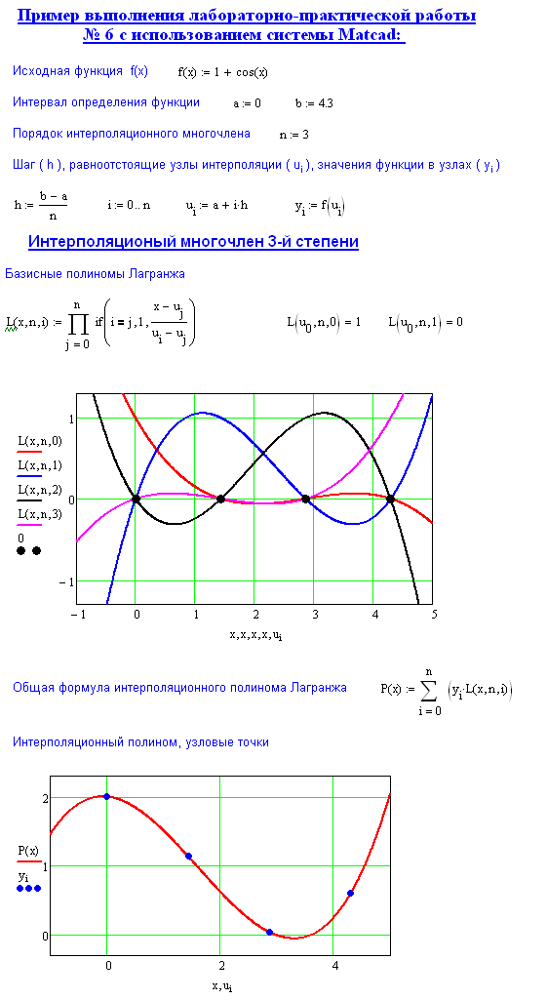 Пример выполнения лабораторно-практической работы
№ 6 с использованием системы Matcad:
Исходная функция f(x) f(x) := 1 + cos(x)
Интервал определения функции a := 0 b := 4.3
Порядок интерполяционного многочлена n := 3
Шаг ( h ), равноотстоящие узлы интерполяции ( u_i ), значения функции в узлах ( y_i )
h := (b − a)/n i := 0.. n u_i := a + i·h y_i := f(u_i)
Интерполяционый многочлен 3-й степени
Базисные полиномы Лагранжа
n
L(x,n,i) := ∏ if(i = j, 1, (x − u_j)/(u_i − u_j)) L(u_0,n,0) = 1 L(u_0,n,1) = 0
j = 0
L(x,n,0)
L(x,n,1)
L(x,n,2)
L(x,n,3)
0
1
0
− 1
− 1 0 1 2 3 4 5
x,x,x,x,u_i
n
Общая формула интерполяционного полинома Лагранжа P(x) := ∑ (y_i·L(x,n,i))
i = 0
Интерполяционный полином, узловые точки
P(x)
y_i
2
1
0
0 2 4
x,u_i